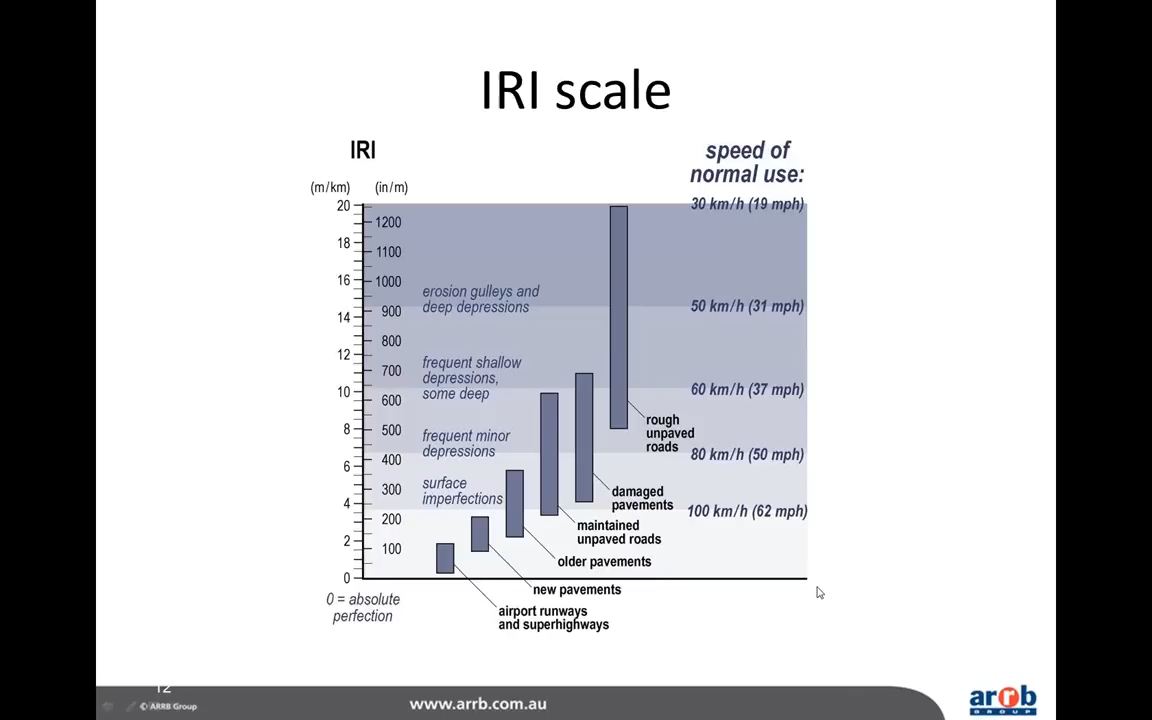 IRI scale
IRI
speed of
normal use:
(m/km)
(in/m)
20
18
16
14
12
10
8
6
4
2
0
1200
1100
1000
900
800
700
600
500
400
300
200
100
30 km/h (19 mph)
50 km/h (31 mph)
60 km/h (37 mph)
80 km/h (50 mph)
100 km/h (62 mph)
erosion gulleys and
deep depressions
frequent shallow
depressions,
some deep
frequent minor
depressions
surface
imperfections
rough
unpaved
roads
damaged
pavements
maintained
unpaved roads
older pavements
new pavements
airport runways
and superhighways
0 = absolute
perfection
12
© ARRB Group
www.arrb.com.au
arrb
GROUP